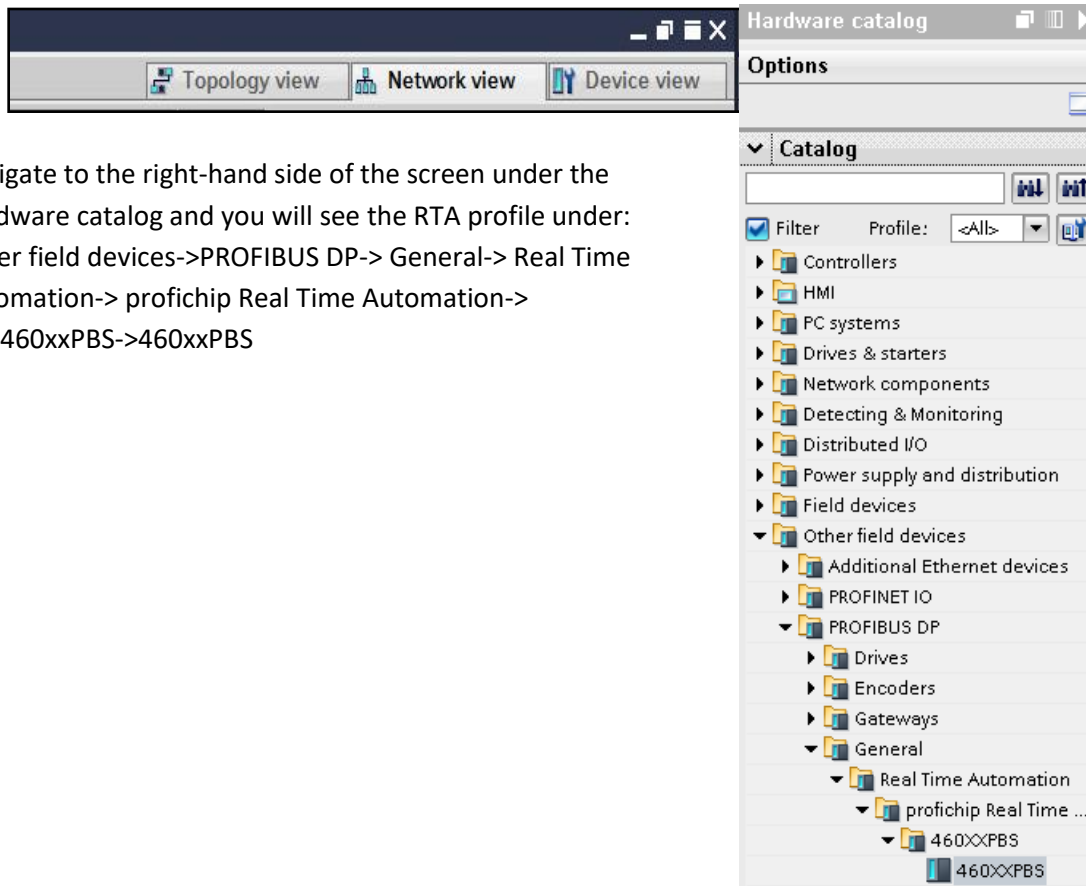 Topology view Network view Device view
igate to the right-hand side of the screen under the
dware catalog and you will see the RTA profile under:
er field devices->PROFIBUS DP-> General-> Real Time
omation-> profichip Real Time Automation->
460xxPBS->460xxPBS
Hardware catalog
Options
Catalog
Filter Profile: <All>
Controllers
HMI
PC systems
Drives & starters
Network components
Detecting & Monitoring
Distributed I/O
Power supply and distribution
Field devices
Other field devices
Additional Ethernet devices
PROFINET IO
PROFIBUS DP
Drives
Encoders
Gateways
General
Real Time Automation
profichip Real Time ...
460XXPBS
460XXPBS